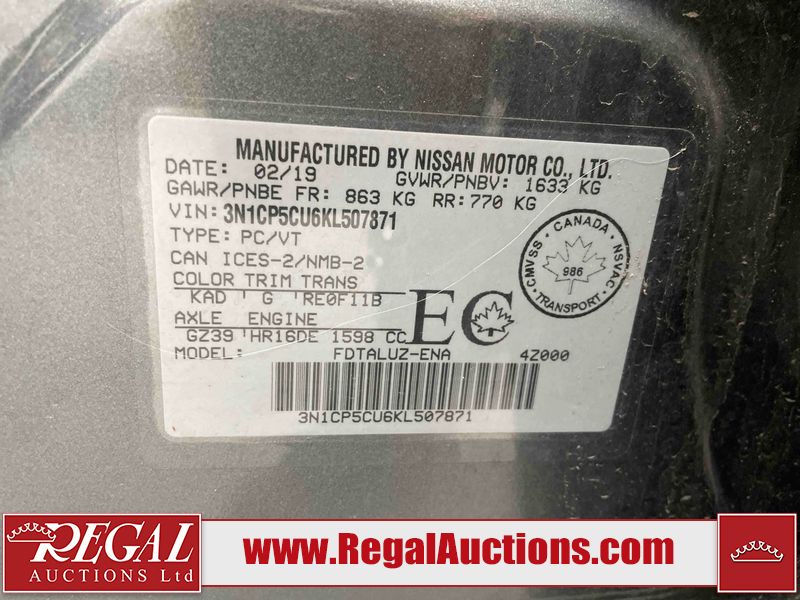 MANUFACTURED BY NISSAN MOTOR CO., LTD.
DATE: 02/19 GVWR/PNBV: 1633 KG
GAWR/PNBE FR: 863 KG RR: 770 KG
VIN: 3N1CP5CU6KL507871
TYPE: PC/VT
CAN ICES-2/NMB-2
COLOR TRIM TRANS
KAD G RE0F11B
AXLE ENGINE
GZ39 HR16DE 1598 CC
EC
MODEL: FDTALUZ-ENA 4Z000
3N1CP5CU6KL507871
CANADA
CMVSS
NSVAC
986
TRANSPORT
REGAL
AUCTIONS Ltd
www.RegalAuctions.com